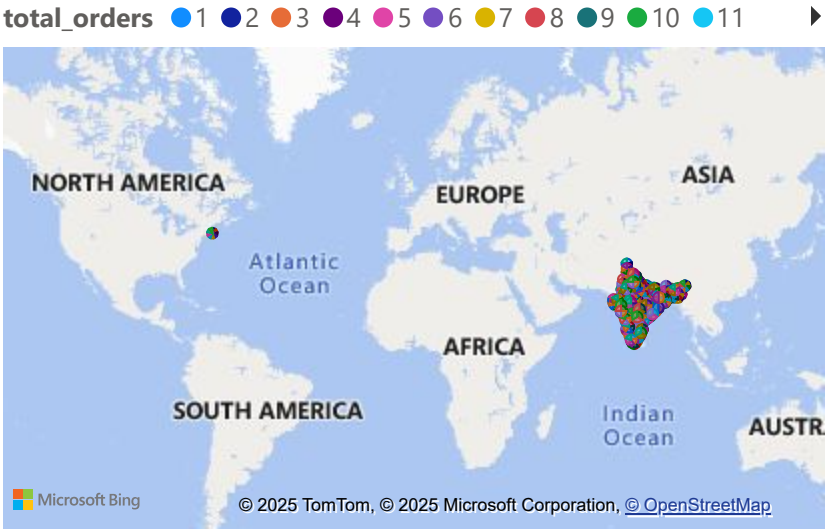 total_orders 1 2 3 4 5 6 7 8 9 10 11
NORTH AMERICA
EUROPE
ASIA
Atlantic
Ocean
AFRICA
SOUTH AMERICA
Indian
Ocean
AUSTR
Microsoft Bing
© 2025 TomTom, © 2025 Microsoft Corporation, © OpenStreetMap